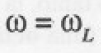 ω = ω_L